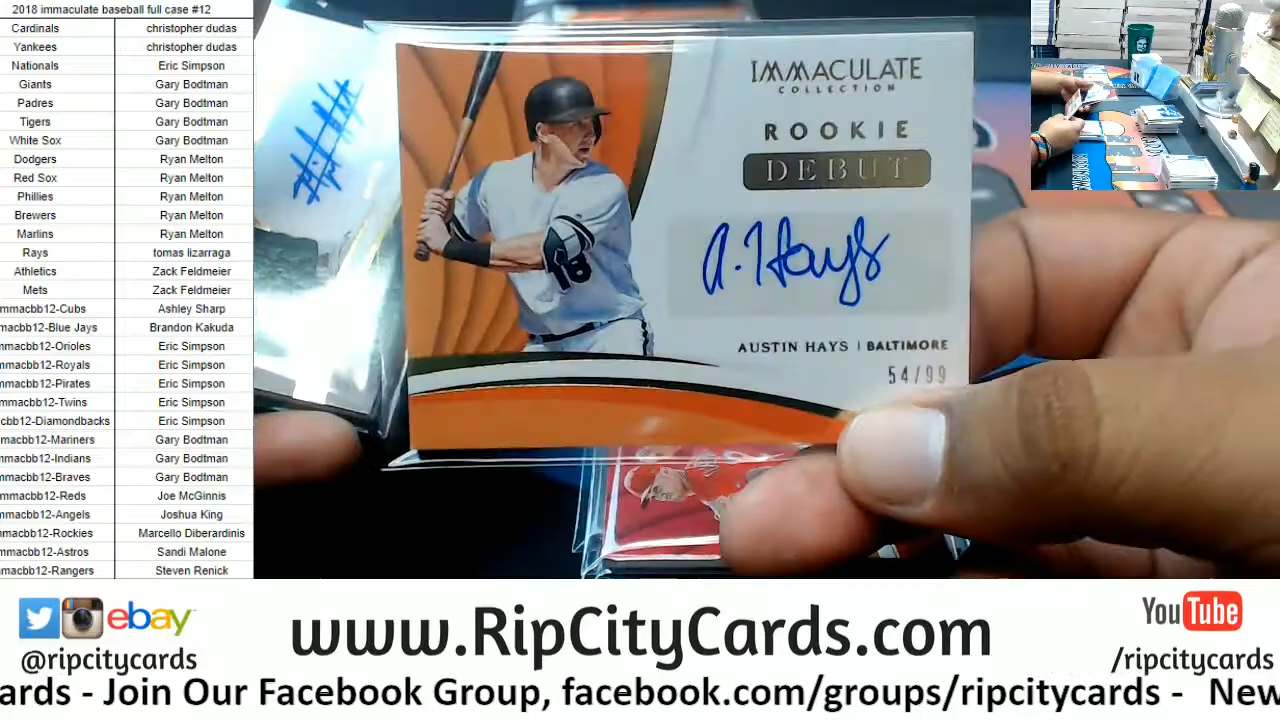 2018 immaculate baseball full case #12
Cardinals christopher dudas
Yankees christopher dudas
Nationals Eric Simpson
Giants Gary Bodtman
Padres Gary Bodtman
Tigers Gary Bodtman
White Sox Gary Bodtman
Dodgers Ryan Melton
Red Sox Ryan Melton
Phillies Ryan Melton
Brewers Ryan Melton
Marlins Ryan Melton
Rays tomas lizarraga
Athletics Zack Feldmeier
Mets Zack Feldmeier
mmacbb12-Cubs Ashley Sharp
macbb12-Blue Jays Brandon Kakuda
mmacbb12-Orioles Eric Simpson
mmacbb12-Royals Eric Simpson
mmacbb12-Pirates Eric Simpson
mmacbb12-Twins Eric Simpson
cbb12-Diamondbacks Eric Simpson
macbb12-Mariners Gary Bodtman
mmacbb12-Indians Gary Bodtman
mmacbb12-Braves Gary Bodtman
mmacbb12-Reds Joe McGinnis
mmacbb12-Angels Joshua King
mmacbb12-Rockies Marcello Diberardinis
mmacbb12-Astros Sandi Malone
mmacbb12-Rangers Steven Renick
IMMACULATE
COLLECTION
ROOKIE
DEBUT
A. Hays
AUSTIN HAYS | BALTIMORE
54/99
18
ebay
@ripcitycards
www.RipCityCards.com
YouTube
/ripcitycards
cards - Join Our Facebook Group, facebook.com/groups/ripcitycards - New